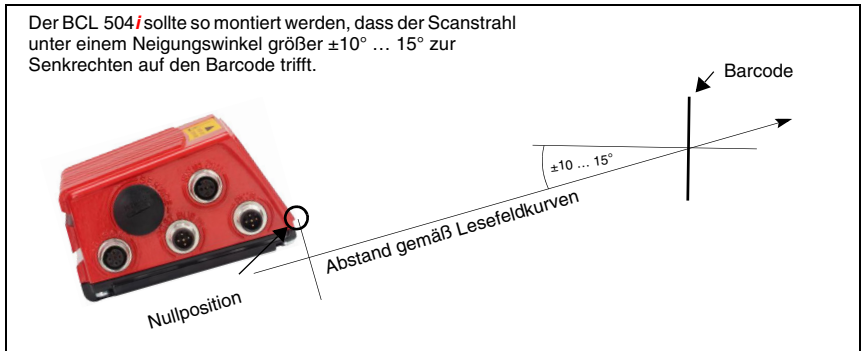 Der BCL 504i sollte so montiert werden, dass der Scanstrahl
unter einem Neigungswinkel größer ±10° … 15° zur
Senkrechten auf den Barcode trifft.
Barcode
±10 … 15°
Abstand gemäß Lesefeldkurven
Nullposition